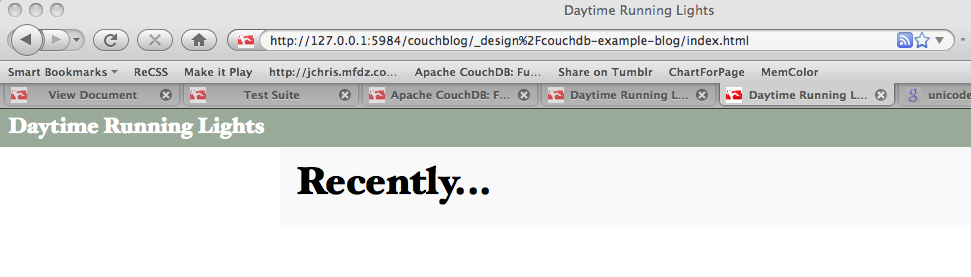 Daytime Running Lights
http://127.0.0.1:5984/couchblog/_design%2Fcouchdb-example-blog/index.html
Smart Bookmarks ReCSS Make it Play http://jchris.mfdz.co... Apache CouchDB: Fu... Share on Tumblr ChartForPage MemColor
View Document Test Suite Apache CouchDB: F... Daytime Running L... Daytime Running L... unicode
Daytime Running Lights
Recently...